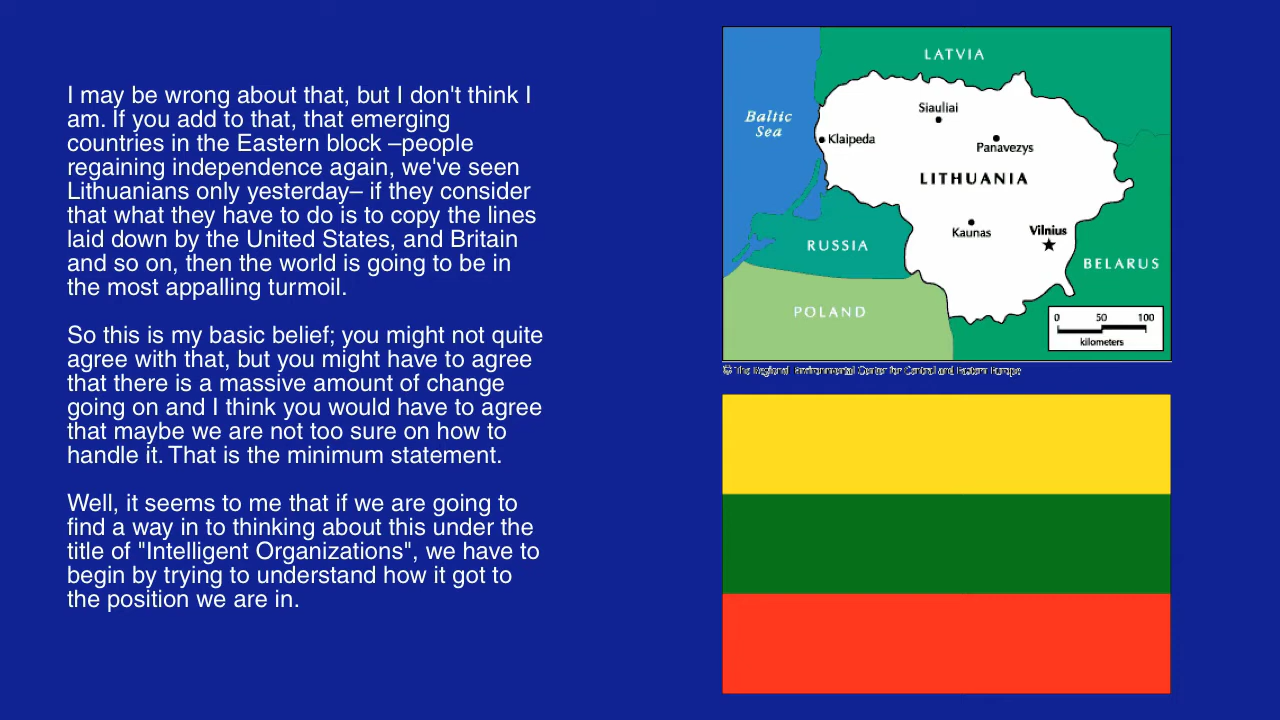 I may be wrong about that, but I don't think I
am. If you add to that, that emerging
countries in the Eastern block –people
regaining independence again, we've seen
Lithuanians only yesterday– if they consider
that what they have to do is to copy the lines
laid down by the United States, and Britain
and so on, then the world is going to be in
the most appalling turmoil.
So this is my basic belief; you might not quite
agree with that, but you might have to agree
that there is a massive amount of change
going on and I think you would have to agree
that maybe we are not too sure on how to
handle it. That is the minimum statement.
Well, it seems to me that if we are going to
find a way in to thinking about this under the
title of "Intelligent Organizations", we have to
begin by trying to understand how it got to
the position we are in.
LATVIA
Baltic
Sea
Siauliai
Klaipeda
Panavezys
LITHUANIA
Kaunas
Vilnius
RUSSIA
BELARUS
POLAND
0 50 100
kilometers
© The Regional Environmental Center for Central and Eastern Europe